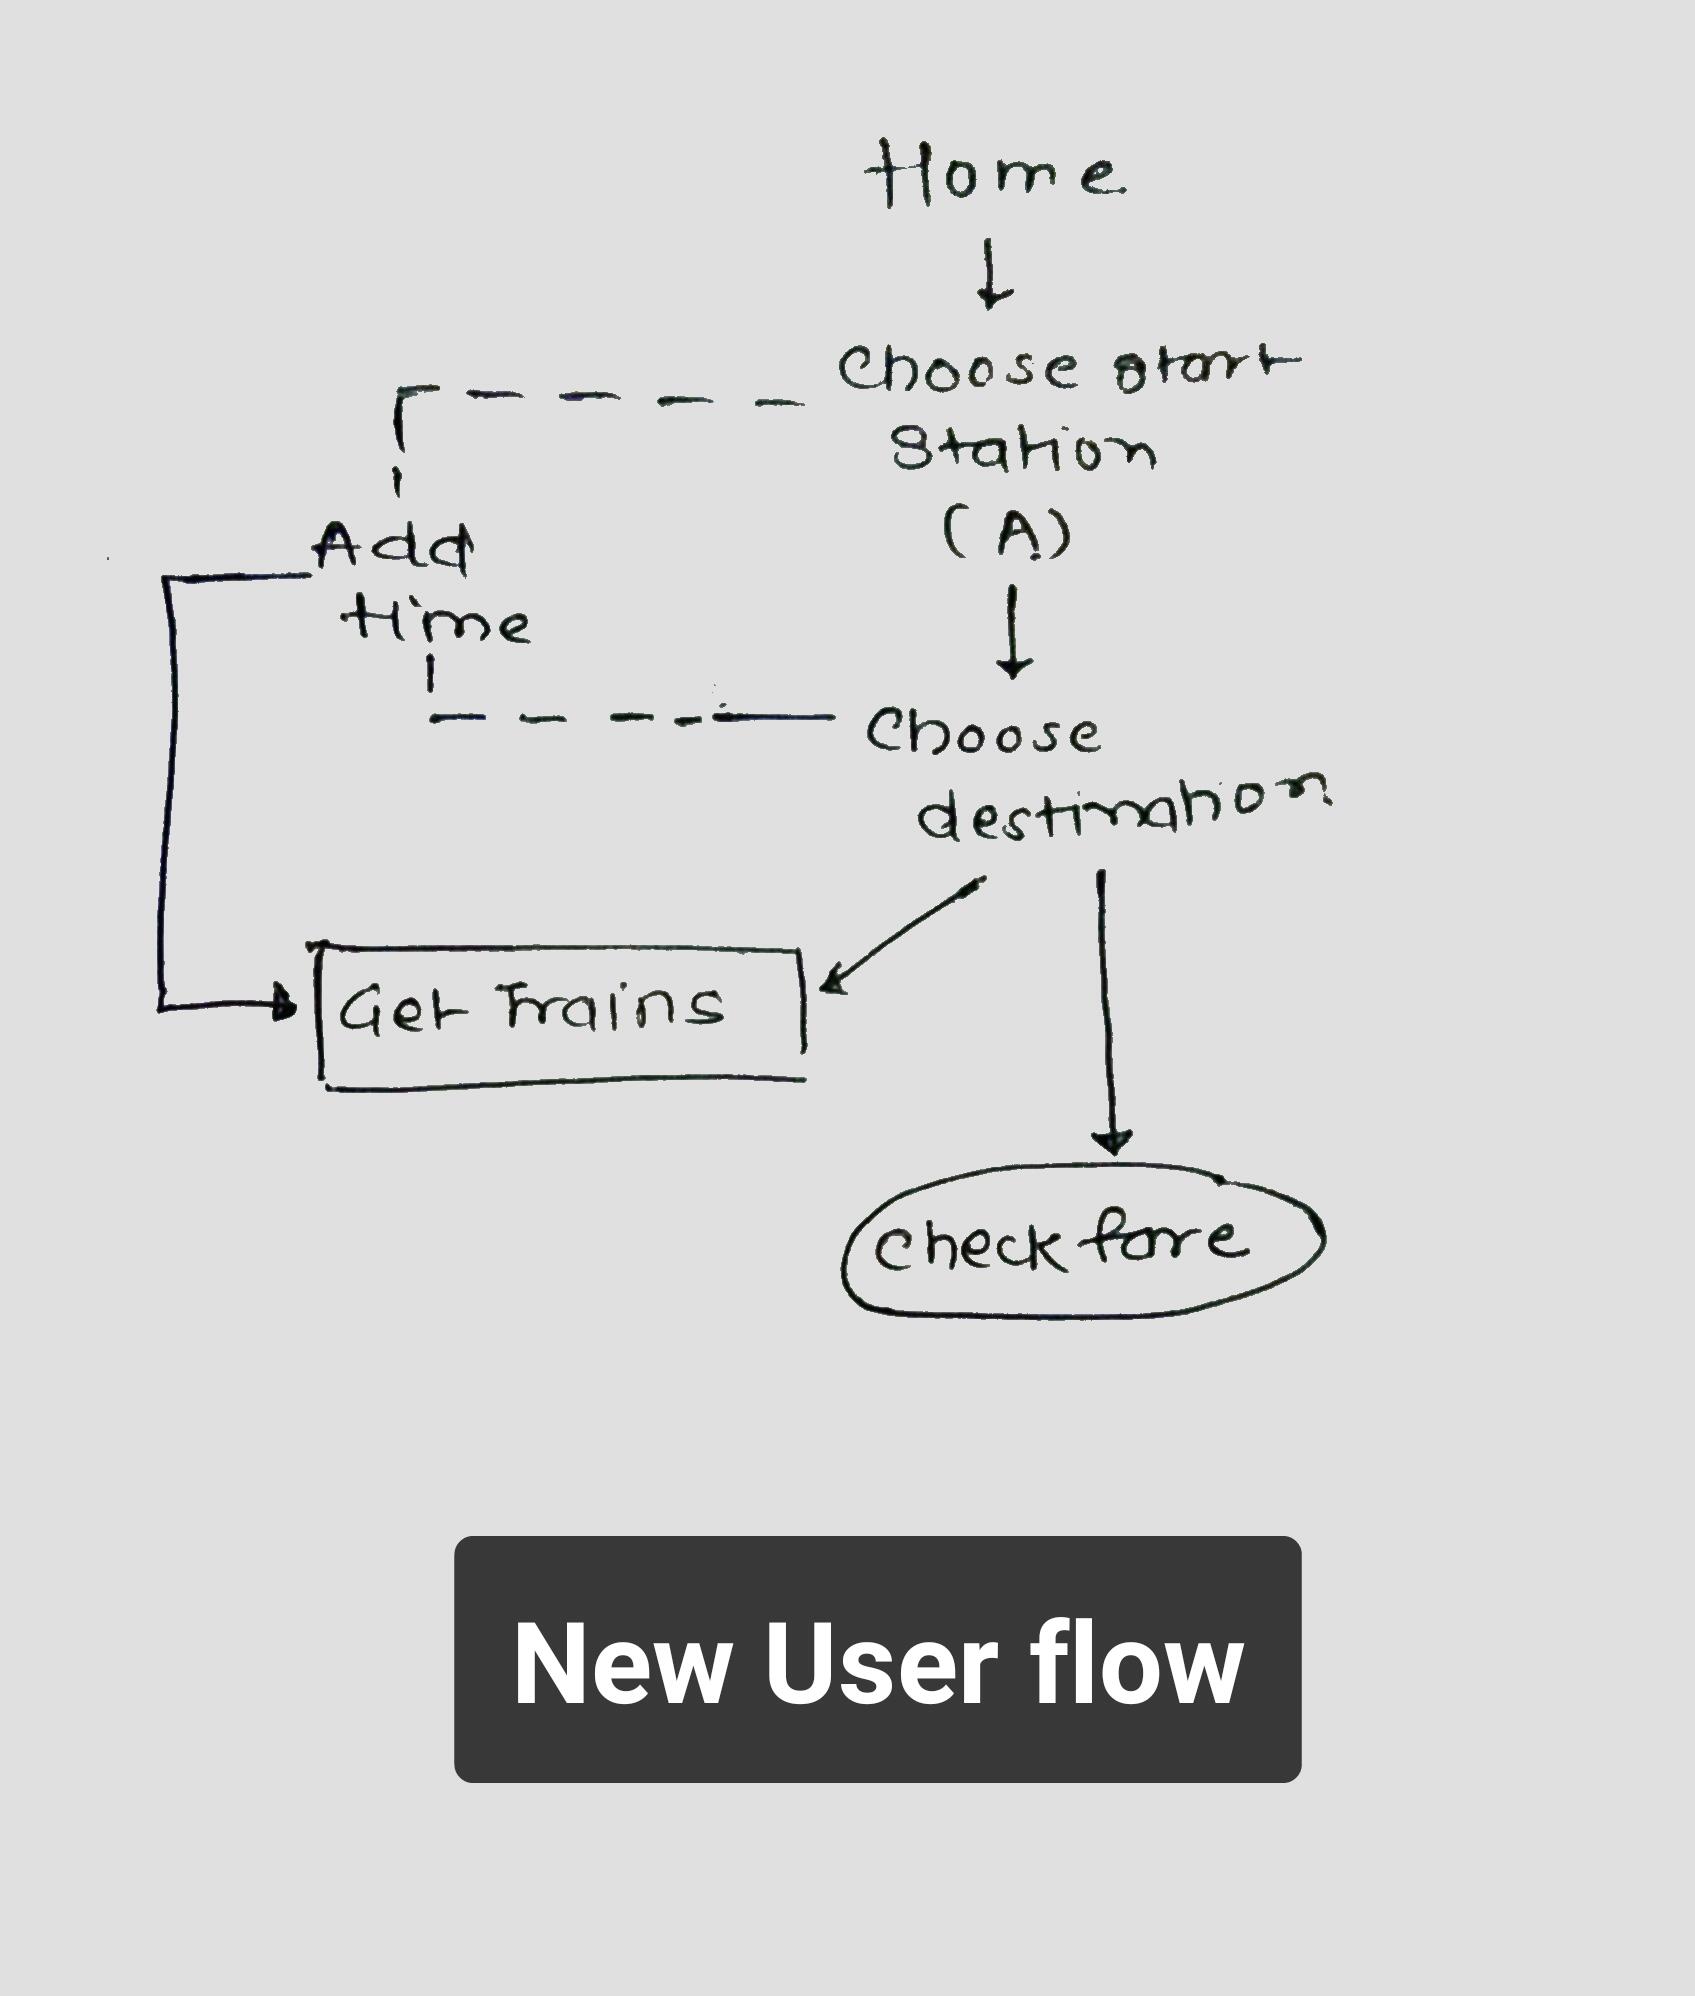 Home
Choose start
Station
(A)
Add
time
Choose
destination
Get Trains
check fare
New User flow